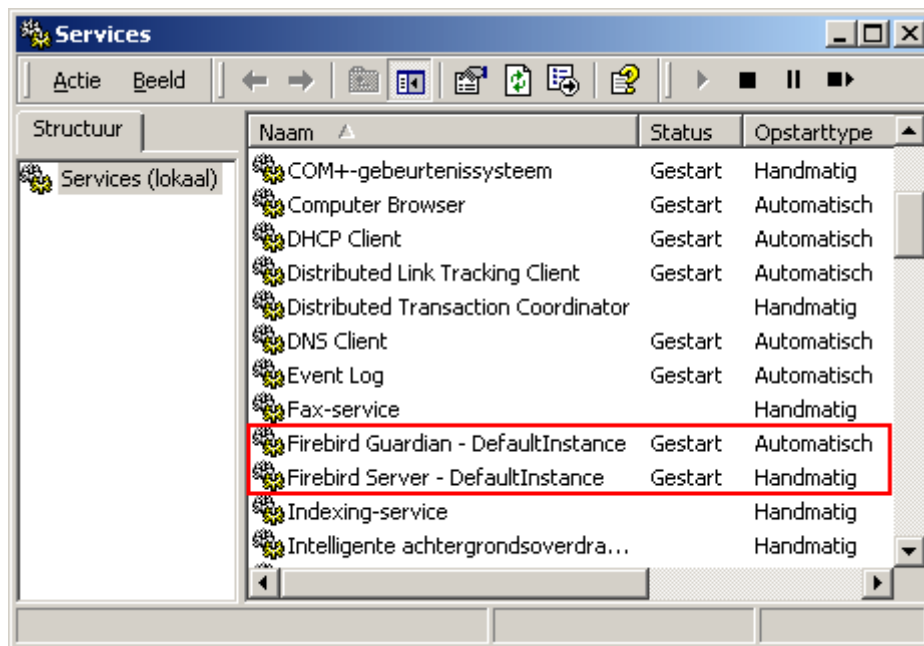 Services
Actie Beeld
Structuur
Services (lokaal)
Naam Status Opstarttype
COM+-gebeurtenissysteem Gestart Handmatig
Computer Browser Gestart Automatisch
DHCP Client Gestart Automatisch
Distributed Link Tracking Client Gestart Automatisch
Distributed Transaction Coordinator Handmatig
DNS Client Gestart Automatisch
Event Log Gestart Automatisch
Fax-service Handmatig
Firebird Guardian - DefaultInstance Gestart Automatisch
Firebird Server - DefaultInstance Gestart Handmatig
Indexing-service Handmatig
Intelligente achtergrondsoverdra... Handmatig